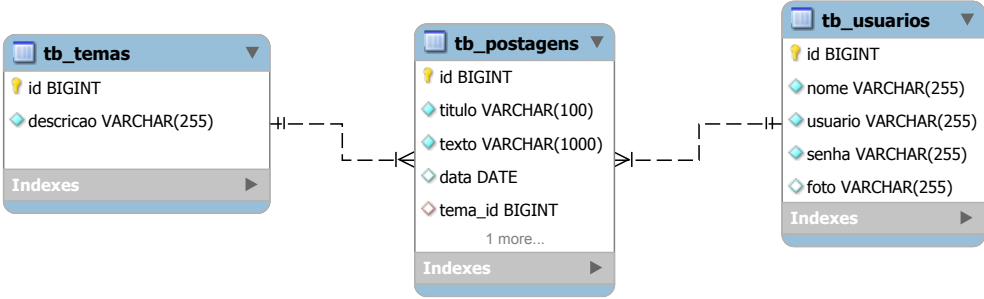 tb_temas
id BIGINT
descricao VARCHAR(255)
Indexes
tb_postagens
id BIGINT
titulo VARCHAR(100)
texto VARCHAR(1000)
data DATE
tema_id BIGINT
1 more...
Indexes
tb_usuarios
id BIGINT
nome VARCHAR(255)
usuario VARCHAR(255)
senha VARCHAR(255)
foto VARCHAR(255)
Indexes